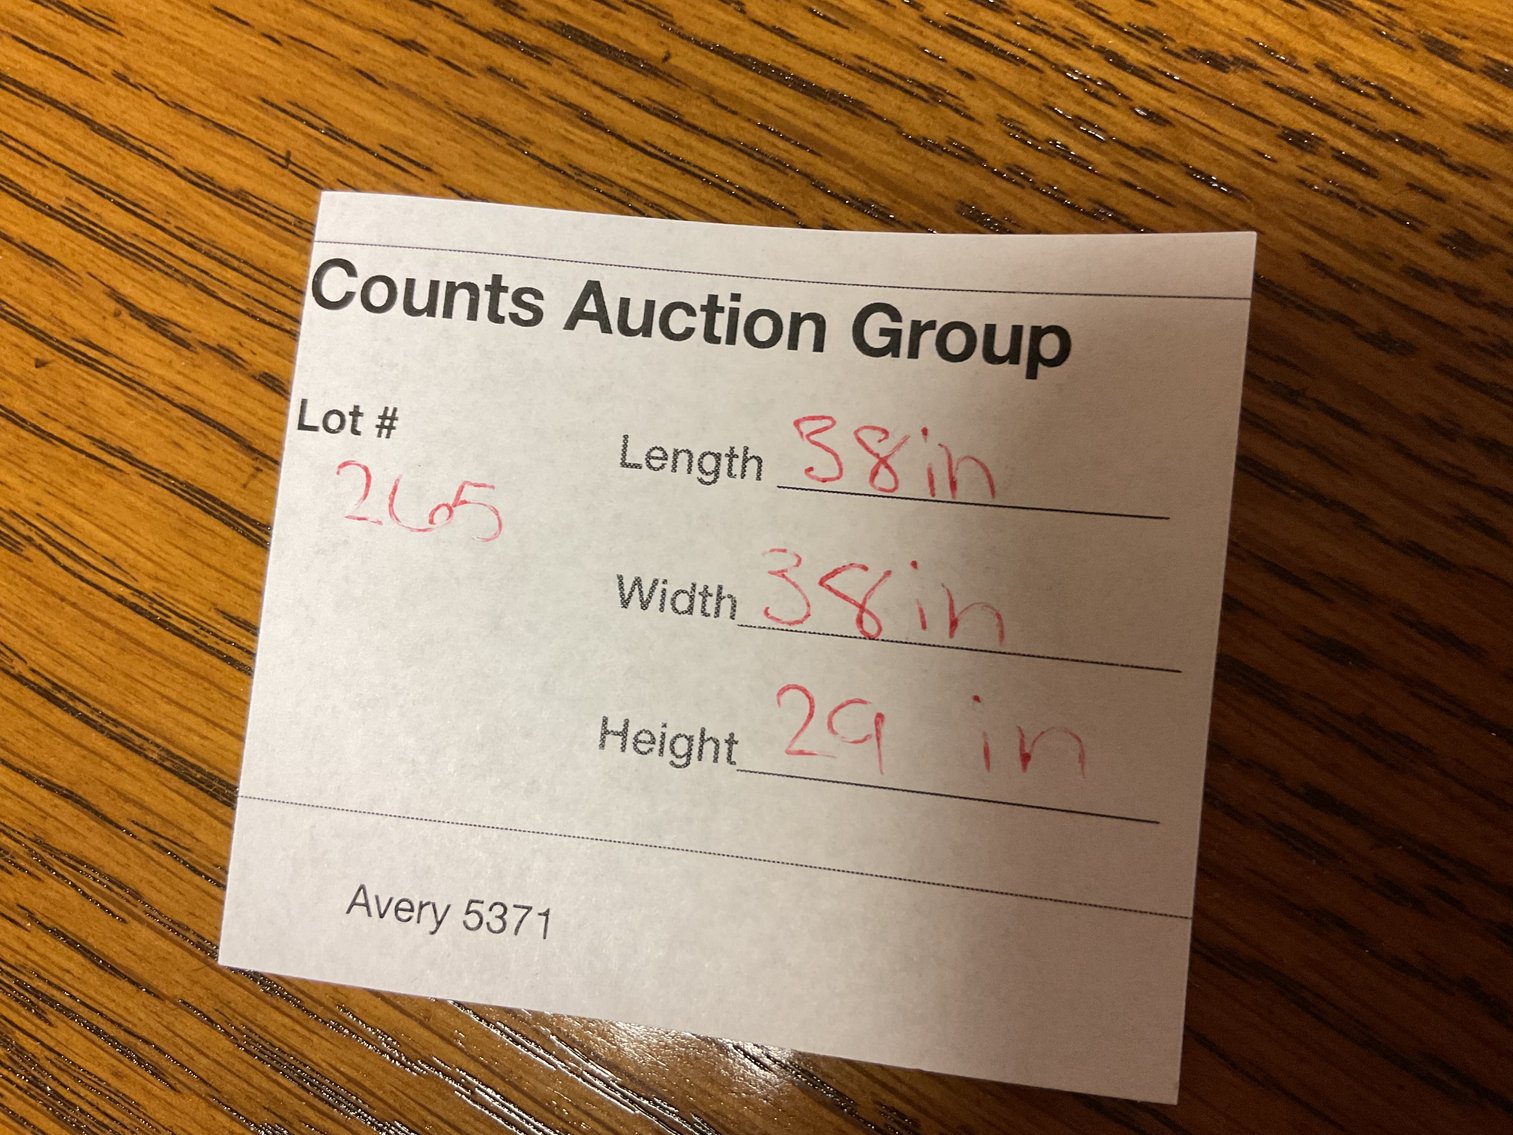 Counts Auction Group
Lot #
265
Length 38in
Width 38in
Height 29 in
Avery 5371